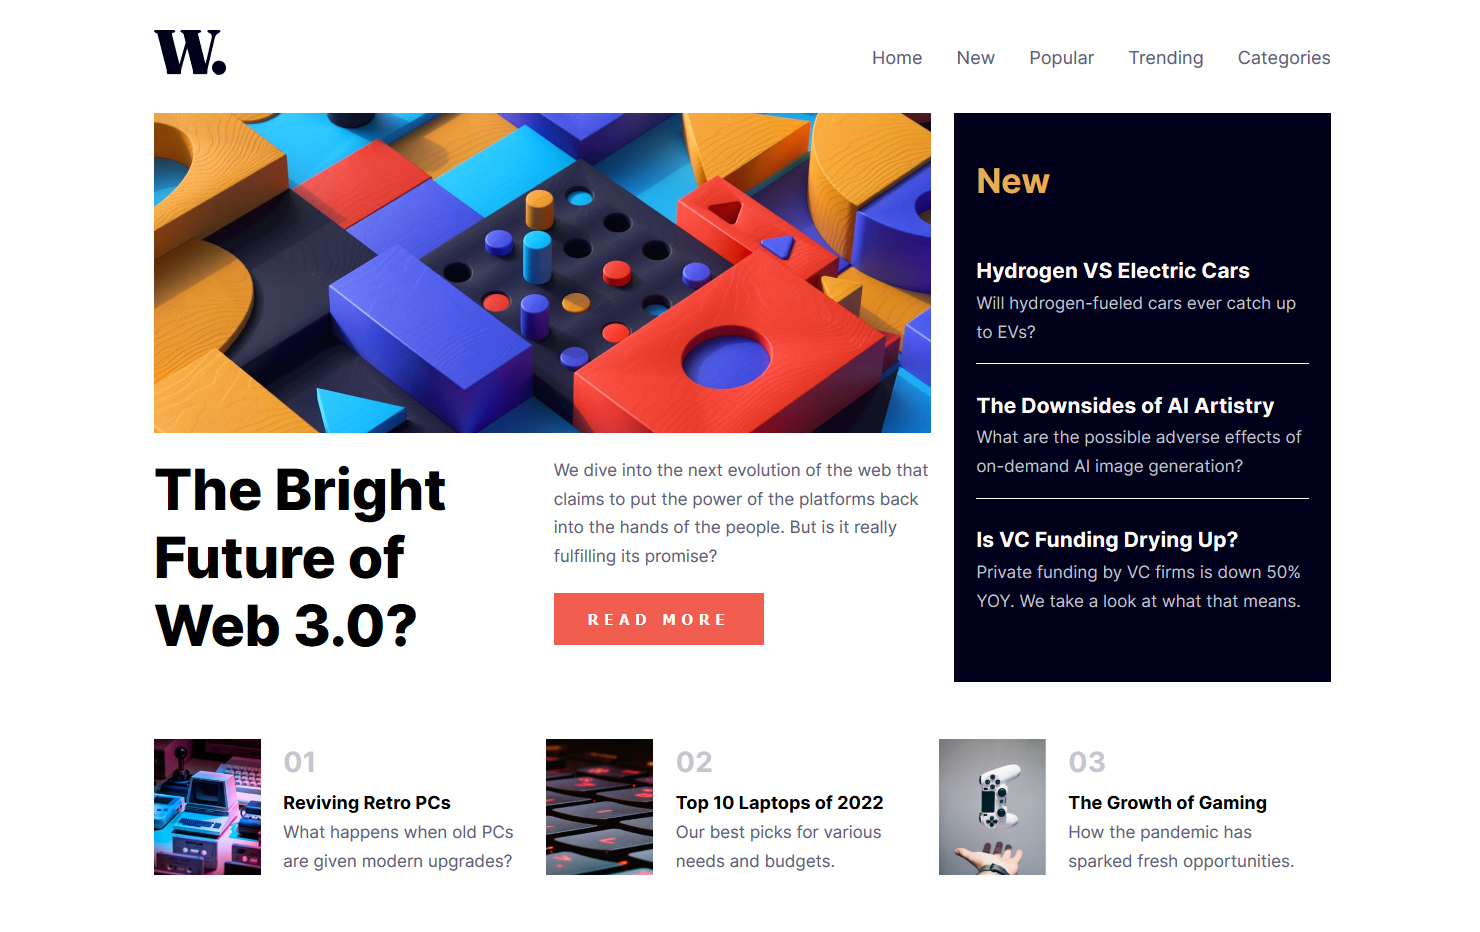 W.
Home New Popular Trending Categories
The Bright
Future of
Web 3.0?
We dive into the next evolution of the web that
claims to put the power of the platforms back
into the hands of the people. But is it really
fulfilling its promise?
READ MORE
New
Hydrogen VS Electric Cars
Will hydrogen-fueled cars ever catch up
to EVs?
The Downsides of AI Artistry
What are the possible adverse effects of
on-demand AI image generation?
Is VC Funding Drying Up?
Private funding by VC firms is down 50%
YOY. We take a look at what that means.
01
Reviving Retro PCs
What happens when old PCs
are given modern upgrades?
02
Top 10 Laptops of 2022
Our best picks for various
needs and budgets.
03
The Growth of Gaming
How the pandemic has
sparked fresh opportunities.